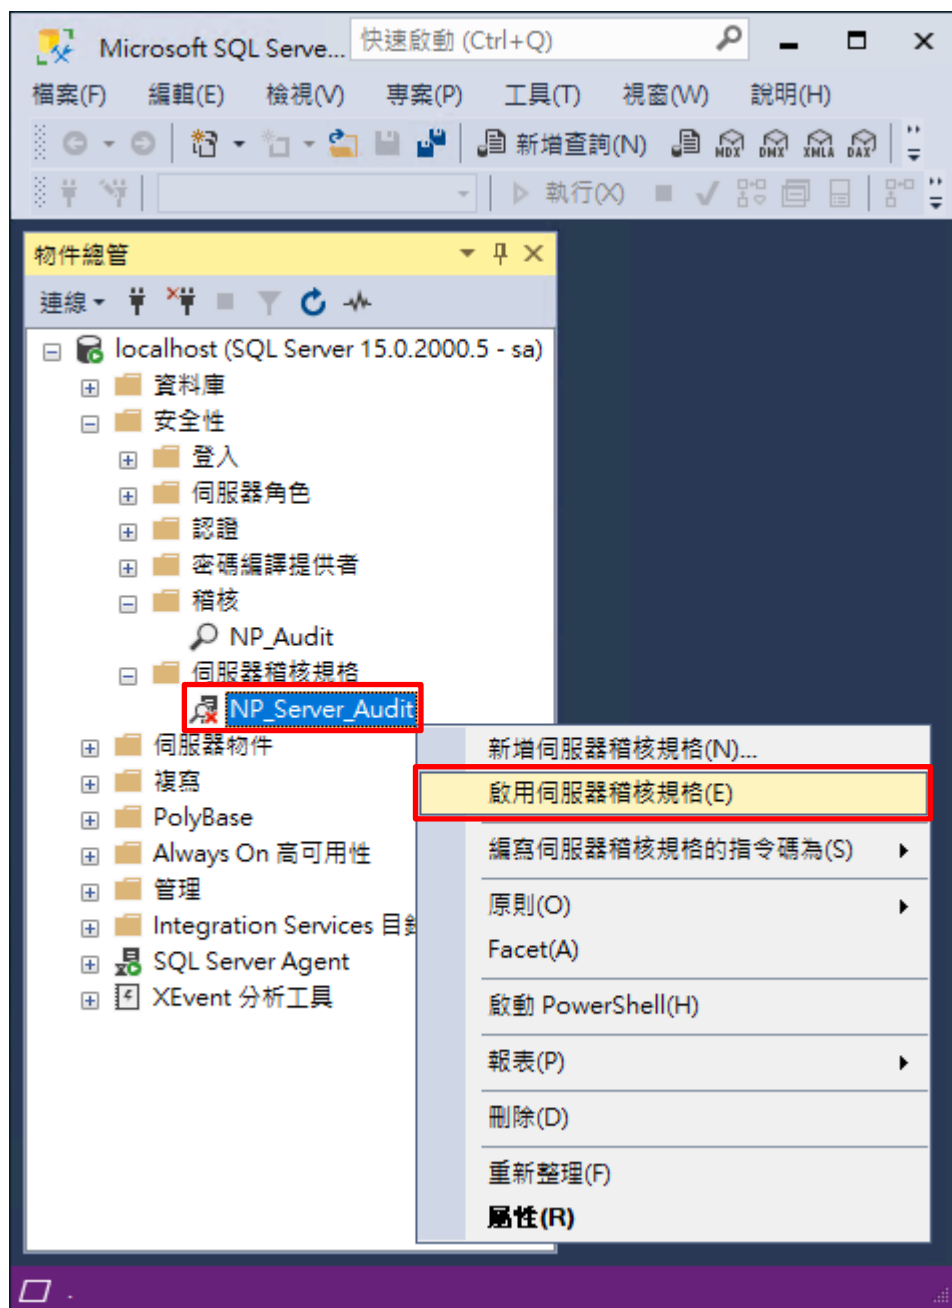 Microsoft SQL Serve... 快速啟動 (Ctrl+Q)
檔案(F) 編輯(E) 檢視(V) 專案(P) 工具(T) 視窗(W) 說明(H)
新增查詢(N) MDX DMX XMLA DAX
執行(X)
物件總管
連線
localhost (SQL Server 15.0.2000.5 - sa)
資料庫
安全性
登入
伺服器角色
認證
密碼編譯提供者
稽核
NP_Audit
伺服器稽核規格
NP_Server_Audit
伺服器物件
複寫
PolyBase
Always On 高可用性
管理
Integration Services 目錄
SQL Server Agent
XEvent 分析工具
新增伺服器稽核規格(N)...
啟用伺服器稽核規格(E)
編寫伺服器稽核規格的指令碼為(S)
原則(O)
Facet(A)
啟動 PowerShell(H)
報表(P)
刪除(D)
重新整理(F)
屬性(R)